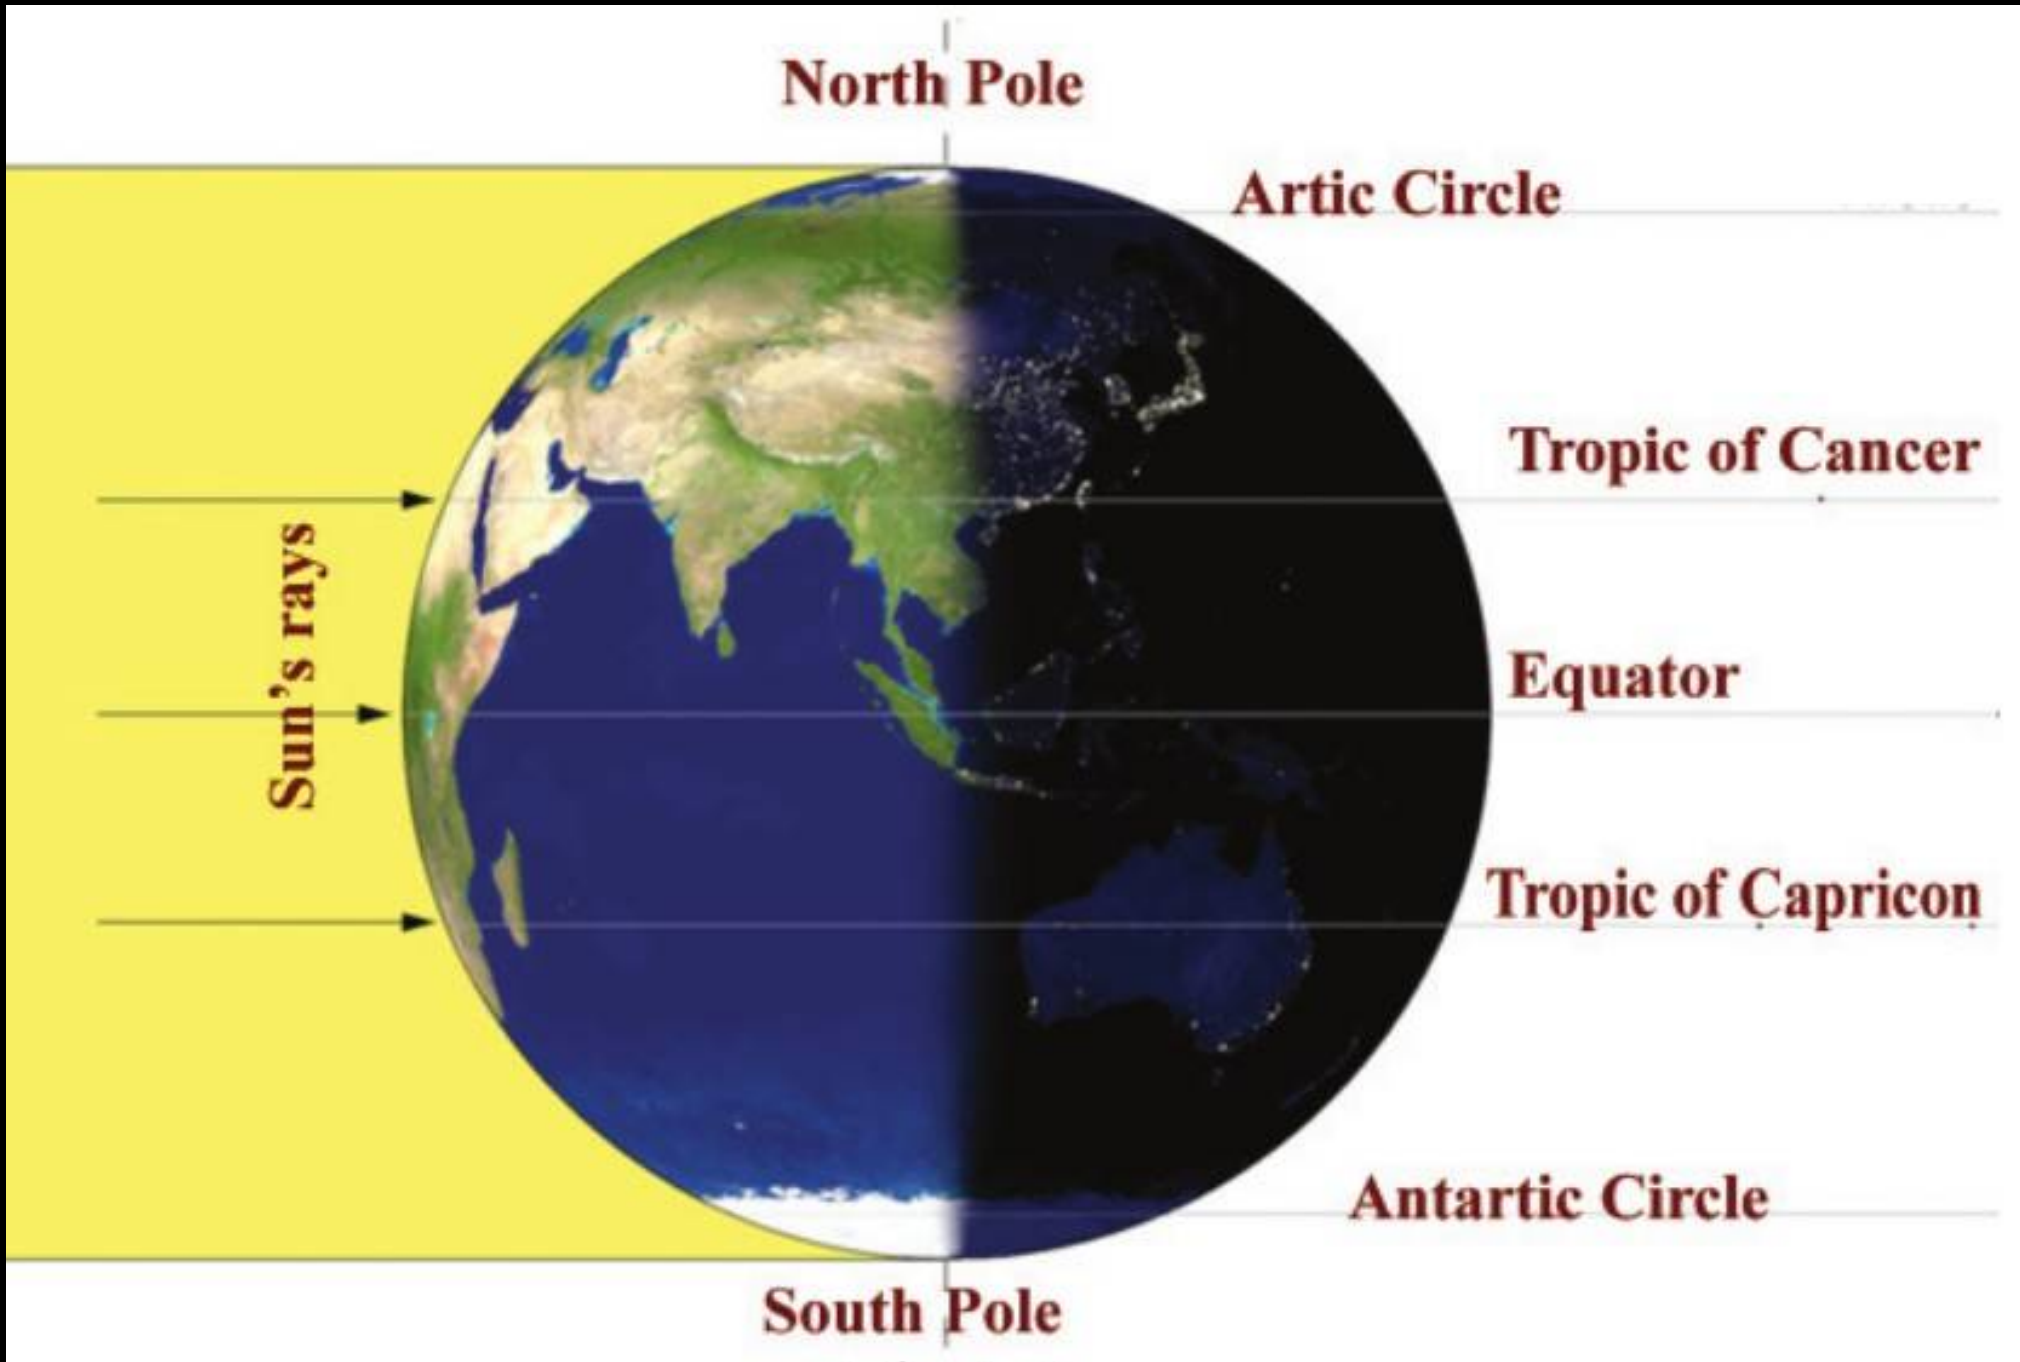 North Pole
Artic Circle
Tropic of Cancer
Sun's rays
Equator
Tropic of Capricon
Antartic Circle
South Pole